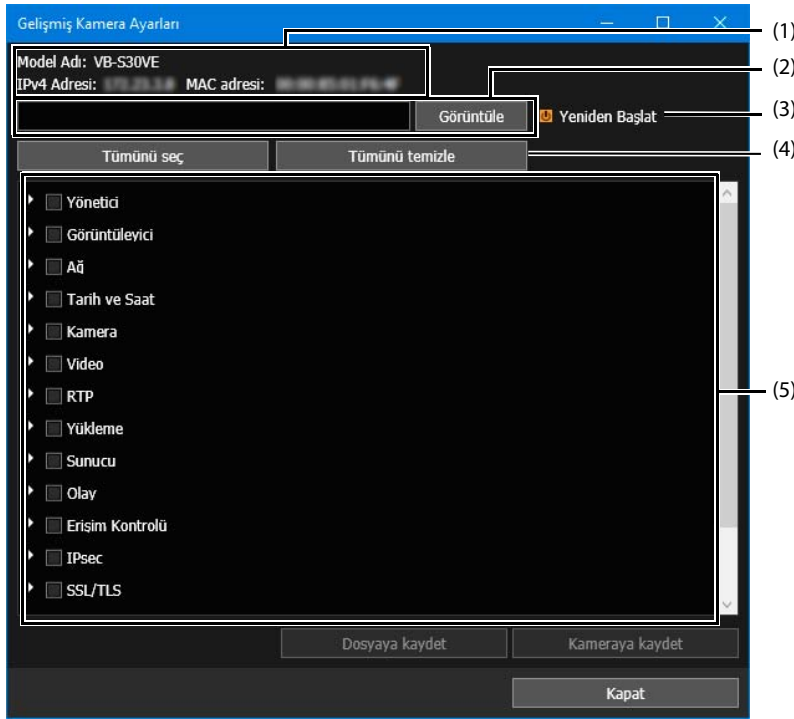 Gelişmiş Kamera Ayarları
(1)
Model Adı: VB-S30VE
(2)
IPv4 Adresi: MAC adresi:
Görüntüle
Yeniden Başlat
(3)
Tümünü seç
Tümünü temizle
(4)
Yönetici
Görüntüleyici
Ağ
Tarih ve Saat
Kamera
Video
RTP
(5)
Yükleme
Sunucu
Olay
Erişim Kontrolü
IPsec
SSL/TLS
Dosyaya kaydet
Kameraya kaydet
Kapat